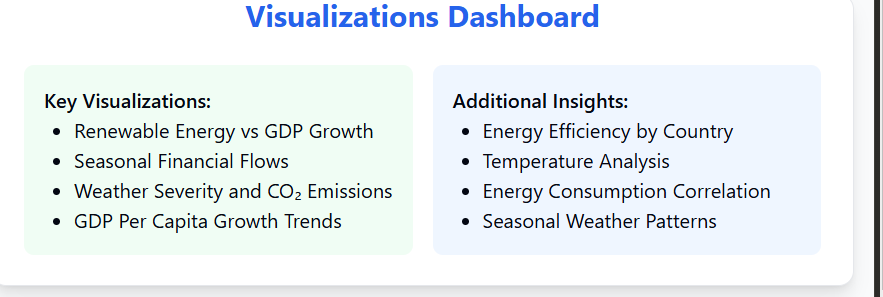 Visualizations Dashboard
Key Visualizations:
• Renewable Energy vs GDP Growth
• Seasonal Financial Flows
• Weather Severity and CO₂ Emissions
• GDP Per Capita Growth Trends
Additional Insights:
• Energy Efficiency by Country
• Temperature Analysis
• Energy Consumption Correlation
• Seasonal Weather Patterns